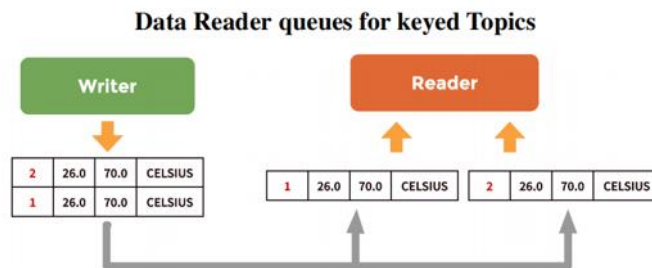 Data Reader queues for keyed Topics
Writer
Reader
2 26.0 70.0 CELSIUS
1 26.0 70.0 CELSIUS
1 26.0 70.0 CELSIUS
2 26.0 70.0 CELSIUS